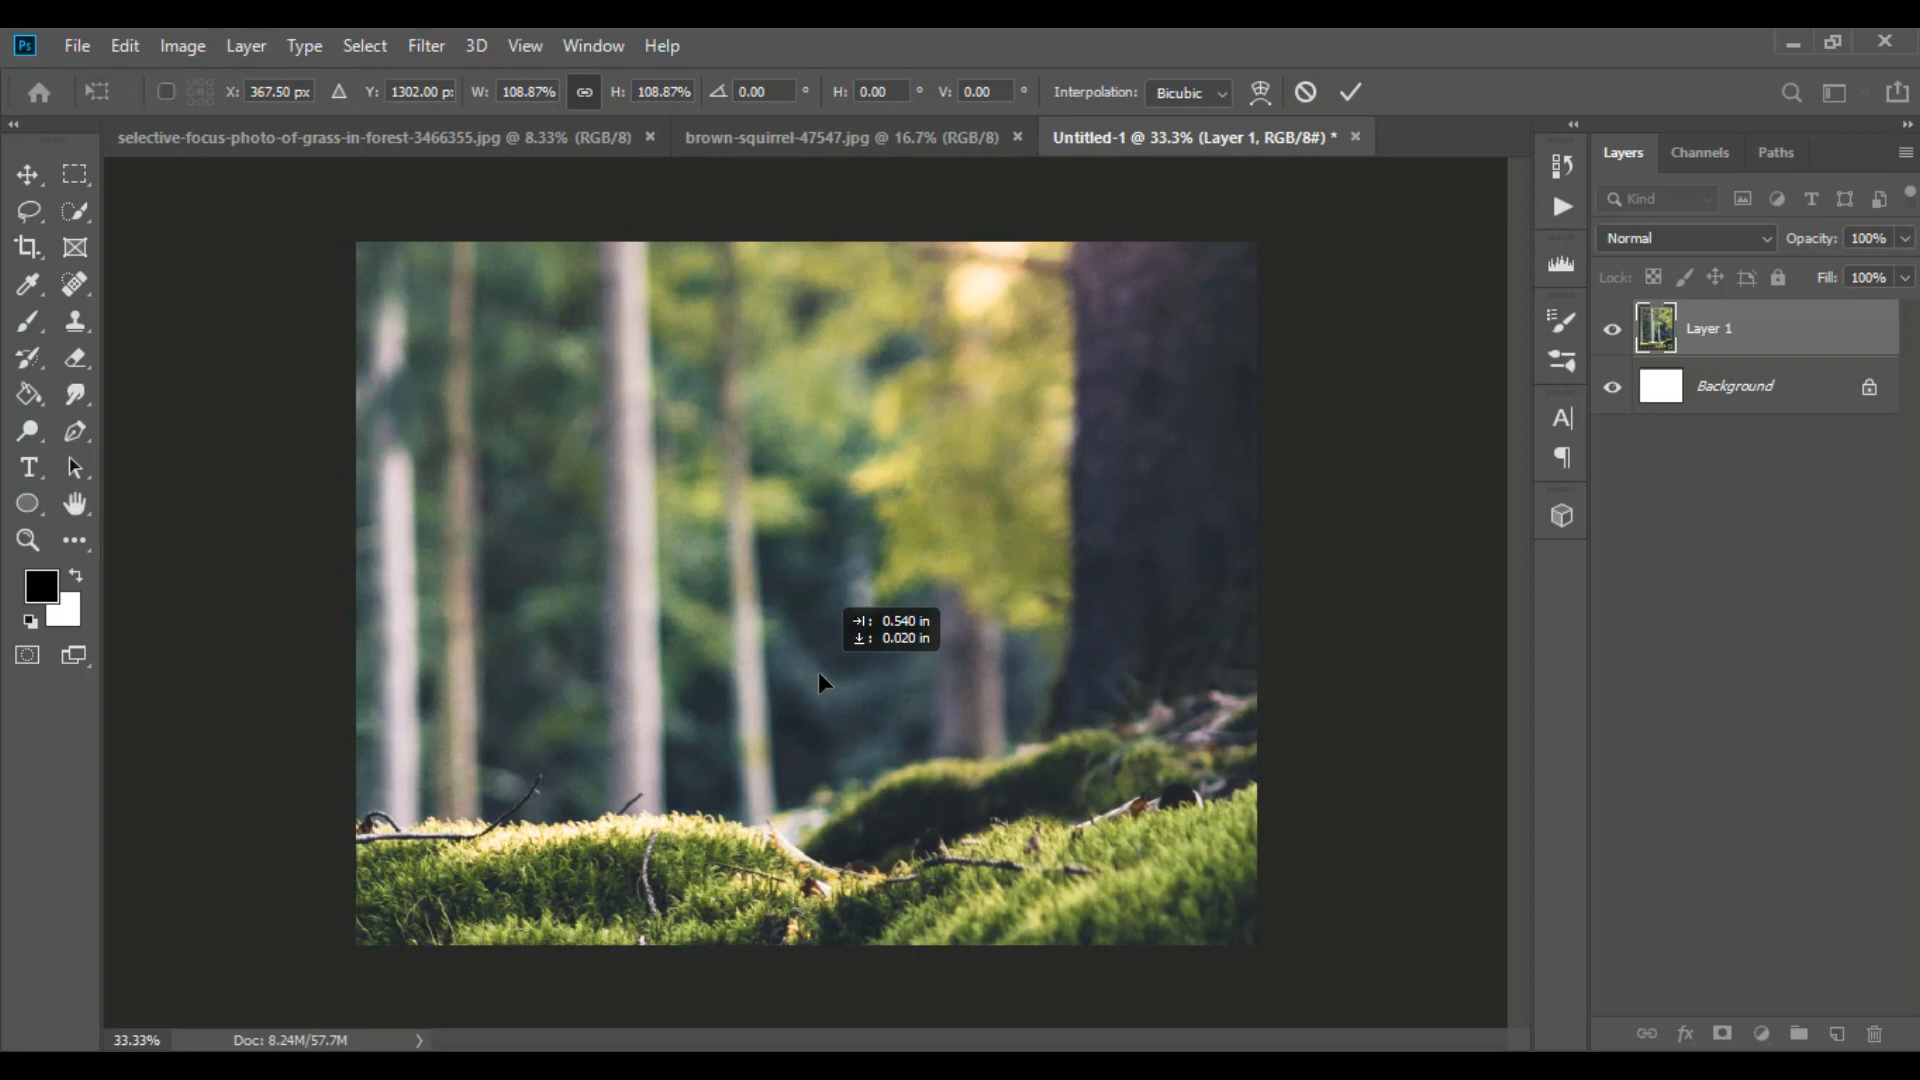 Ps File Edit Image Layer Type Select Filter 3D View Window Help
X: 367.50 px Y: 1302.00 px W: 108.87% H: 108.87% 0.00 ° H: 0.00 ° V: 0.00 ° Interpolation: Bicubic
selective-focus-photo-of-grass-in-forest-3466355.jpg @ 8.33% (RGB/8) × brown-squirrel-47547.jpg @ 16.7% (RGB/8) × Untitled-1 @ 33.3% (Layer 1, RGB/8#) * ×
Layers Channels Paths
Kind
Normal Opacity: 100%
Lock: Fill: 100%
Layer 1
Background
0.540 in
0.020 in
33.33% Doc: 8.24M/57.7M